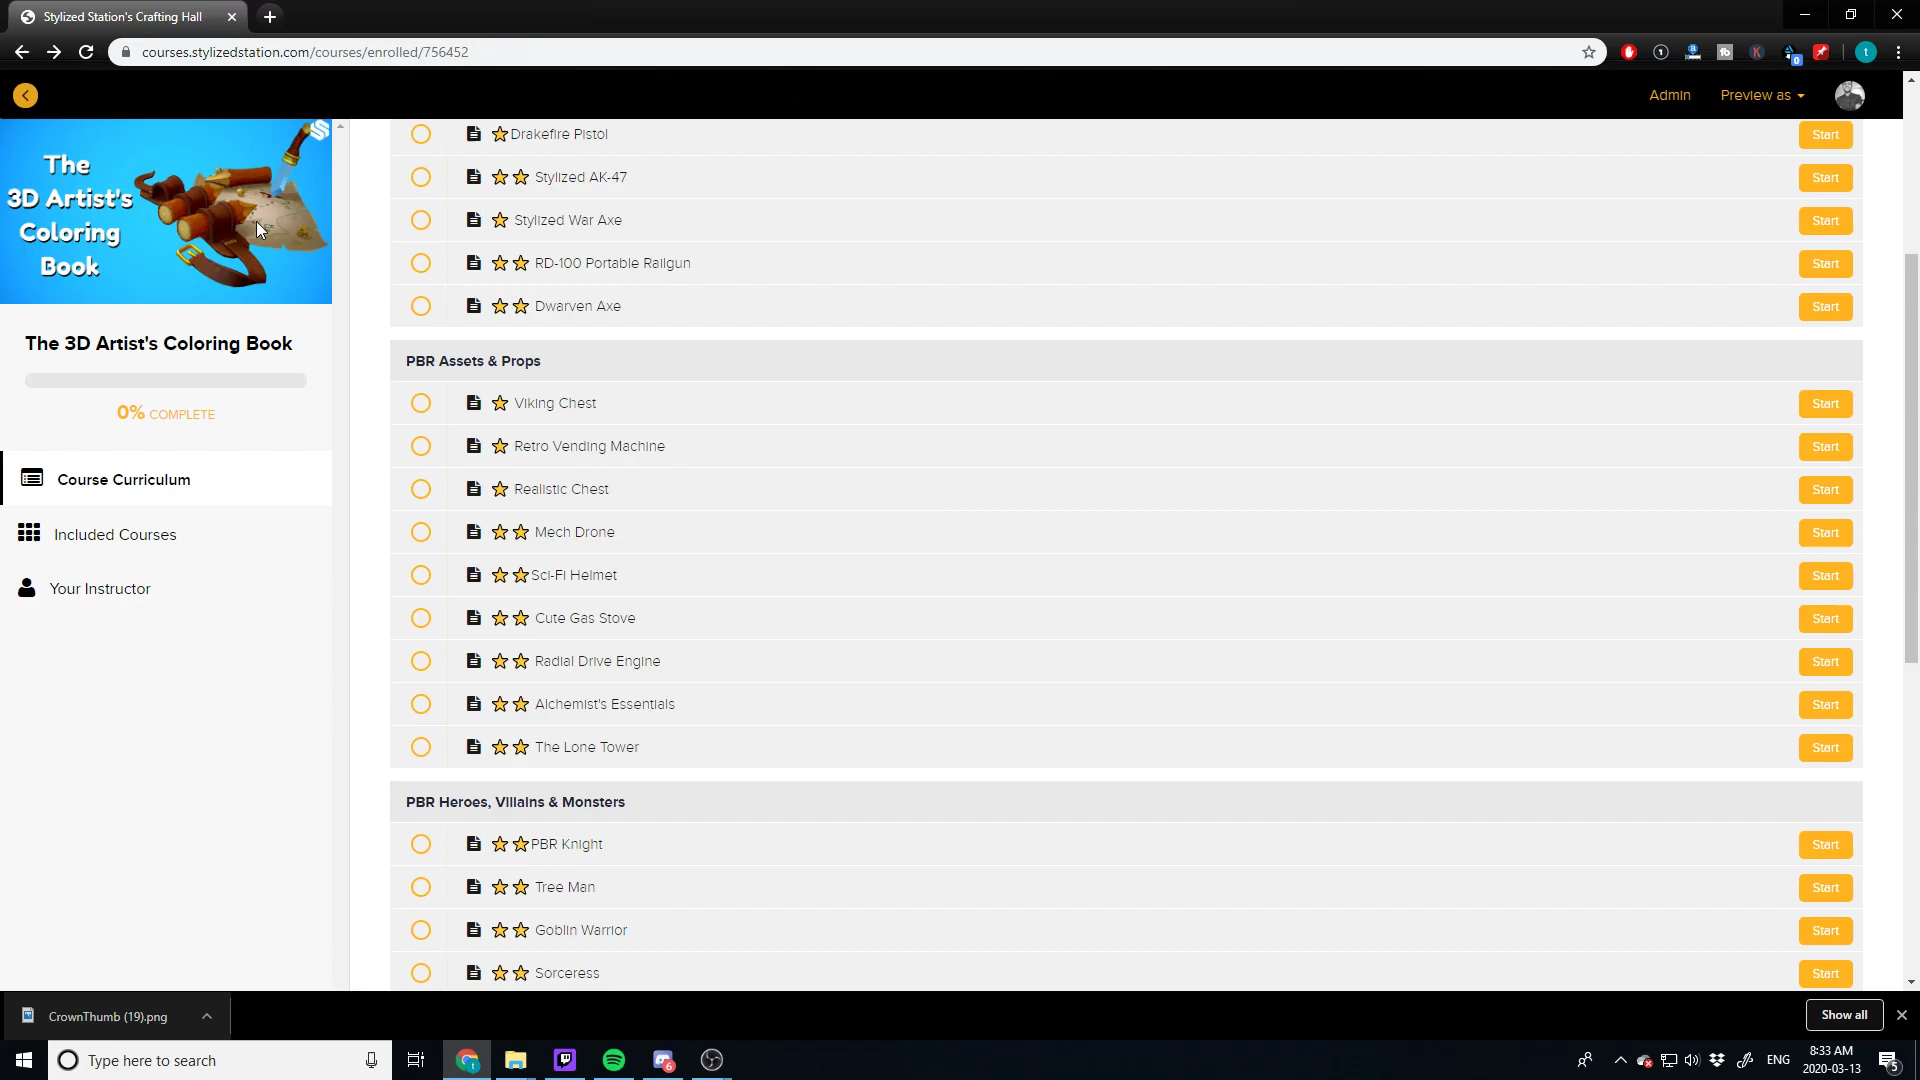 Stylized Station's Crafting Hall
courses.stylizedstation.com/courses/enrolled/756452
Admin
Preview as
The
3D Artist's
Coloring
Book
The 3D Artist's Coloring Book
0% COMPLETE
Course Curriculum
Included Courses
Your Instructor
Drakefire Pistol
Start
Stylized AK-47
Start
Stylized War Axe
Start
RD-100 Portable Railgun
Start
Dwarven Axe
Start
PBR Assets & Props
Viking Chest
Start
Retro Vending Machine
Start
Realistic Chest
Start
Mech Drone
Start
Sci-Fi Helmet
Start
Cute Gas Stove
Start
Radial Drive Engine
Start
Alchemist's Essentials
Start
The Lone Tower
Start
PBR Heroes, Villains & Monsters
PBR Knight
Start
Tree Man
Start
Goblin Warrior
Start
Sorceress
Start
CrownThumb (19).png
Show all
Type here to search
6
ENG
8:33 AM
2020-03-13
5
t
0